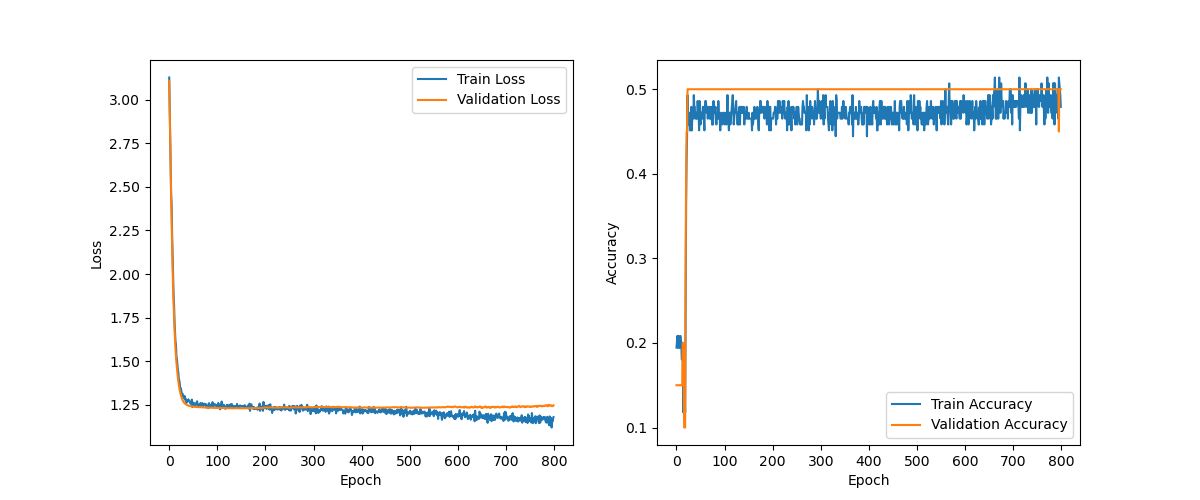 3.00
2.75
2.50
2.25
2.00
1.75
1.50
1.25
Loss
0 100 200 300 400 500 600 700 800
Epoch
Train Loss
Validation Loss
0.5
0.4
0.3
0.2
0.1
Accuracy
0 100 200 300 400 500 600 700 800
Epoch
Train Accuracy
Validation Accuracy